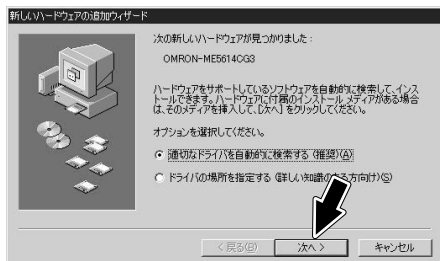 新しいハードウェアの追加ウィザード
次の新しいハードウェアが見つかりました：
OMRON-ME5614CG3
ハードウェアをサポートしているソフトウェアを自動的に検索して、インス
トールできます。ハードウェアに付属のインストール メディアがある場合
は、そのメディアを挿入して、[次へ] をクリックしてください。
オプションを選択してください。
適切なドライバを自動的に検索する (推奨)(A)
ドライバの場所を指定する (詳しい知識のある方向け)(S)
< 戻る(B)
次へ >
キャンセル